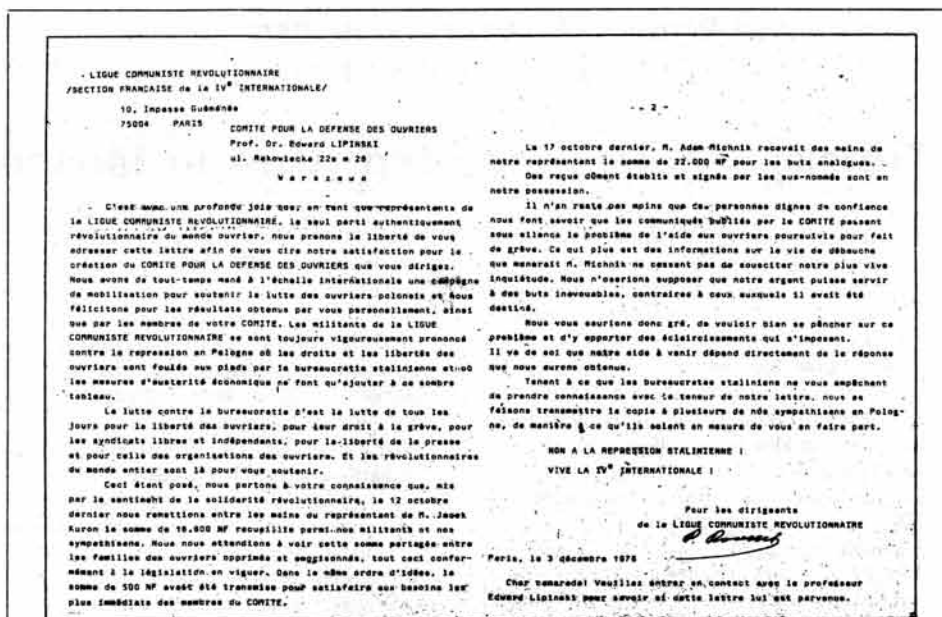 LIGUE COMMUNISTE REVOLUTIONNAIRE
/SECTION FRANCAISE de la IVe INTERNATIONALE/
10, Impasse Guéménée
75004 PARIS
COMITE POUR LA DEFENSE DES OUVRIERS
Prof. Dr. Edward LIPINSKI
ul. Rakowiecka 22a m 28
W a r s z a w a
C'est avec une profonde joie que, en tant que représentants de
la LIGUE COMMUNISTE REVOLUTIONNAIRE, le seul parti authentiquement
révolutionnaire du monde ouvrier, nous prenons la liberté de vous
adresser cette lettre afin de vous dire notre satisfaction pour la
création du COMITE POUR LA DEFENSE DES OUVRIERS que vous dirigez.
Nous avons de tout-temps mené à l'échelle internationale une campagne
de mobilisation pour soutenir la lutte des ouvriers polonais et nous
félicitons pour les résultats obtenus par vous personellement, ainsi
que par les membres de votre COMITE. Les militants de la LIGUE
COMMUNISTE REVOLUTIONNAIRE se sont toujours vigoureusement prononcé
contre la repression en Pologne où les droits et les libertés des
ouvriers sont foulés aux pieds par la bureaucratie stalinienne et où
les mesures d'austerité économique ne font qu'ajouter à ce sombre
tableau.
La lutte contre la bureaucratie c'est la lutte de tous les
jours pour la liberté des ouvriers, pour leur droit à la grève, pour
les syndicats libres et indépendants, pour la liberté de la presse
et pour celle des organisations des ouvriers. Et les révolutionnaires
du monde entier sont là pour vous soutenir.
Ceci étant posé, nous portons à votre connaissance que, mis
par le sentiment de la solidarité révolutionnaire, le 12 octobre
dernier nous remettions entre les mains du représentant de M. Jacek
Kuron la somme de 18.800 NF recueillie parmi nos militants et nos
sympathisans. Nous nous attendions à voir cette somme partagée entre
les familles des ouvriers opprimés et emprisonnés, tout ceci confor-
mément à la législation en viguer. Dans le même ordre d'idées, la
somme de 500 NF avait été transmise pour satisfaire aux besoins les
plus immédiats des membres du COMITE.
-- 2 -
Le 17 octobre dernier, M. Adam Michnik recevait des mains de
notre représentant la somme de 22.000 NF pour les buts analogues.
Des reçus dûment établis et signés par les sus-nommés sont en
notre possession.
Il n'en reste pas moins que des personnes dignes de confiance
nous font savoir que les communiqués publiés par le COMITE passent
sous silence le problème de l'aide aux ouvriers poursuivis pour fait
de grève. Ce qui plus est des informations sur la vie de débauche
que menerait M. Michnik ne cessent pas de susciter notre plus vive
inquiétude. Nous n'oserions supposer que notre argent puisse servir
à des buts inavouables, contraires à ceux auxquels il avait été
destiné.
Nous vous saurions donc gré, de vouloir bien se pêncher sur ce
problème et d'y apporter des éclaircissements qui s'imposent.
Il va de soi que notre aide à venir dépend directement de la réponse
que nous aurons obtenue.
Tenant à ce que les bureaucrates staliniens ne vous empêchent
de prendre connaissance avec la teneur de notre lettre, nous en
faisons transmettre la copie à plusieurs de nos sympathisans en Polog-
ne, de manière à ce qu'ils soient en mesure de vous en faire part.
NON A LA REPRESSION STALINIENNE !
VIVE LA IVe INTERNATIONALE !
Pour les dirigeants
de la LIGUE COMMUNISTE REVOLUTIONNAIRE
Paris, le décembre 1976
Cher camarade! Veuillez entrer en contact avec le professeur
Edward Lipinski pour savoir si cette lettre lui est parvenue.